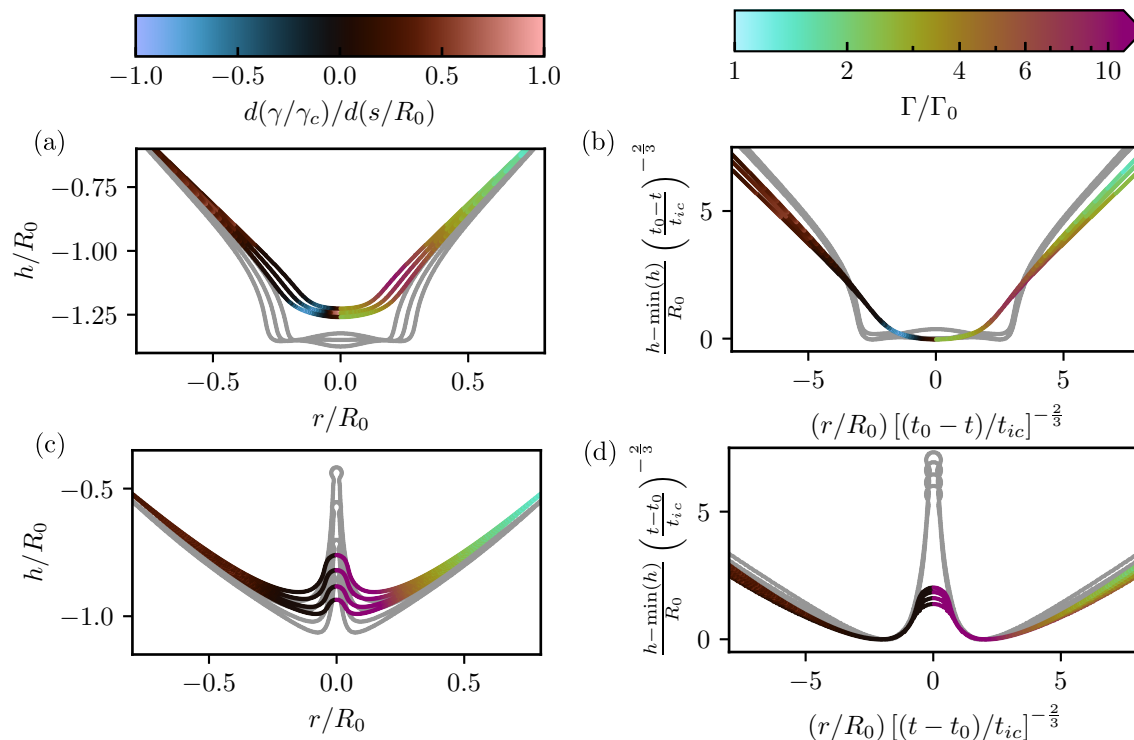 −1.0 −0.5 0.0 0.5 1.0
d(γ/γc)/d(s/R0)
1 2 4 6 10
Γ/Γ0
(a)
h/R0
−0.75
−1.00
−1.25
−0.5 0.0 0.5
r/R0
(b)
h−min(h)/R0 (t0−t/tic)^−2/3
5
0
−5 0 5
(r/R0) [(t0 − t)/tic]^−2/3
(c)
h/R0
−0.5
−1.0
−0.5 0.0 0.5
r/R0
(d)
h−min(h)/R0 (t−t0/tic)^−2/3
5
0
−5 0 5
(r/R0) [(t − t0)/tic]^−2/3